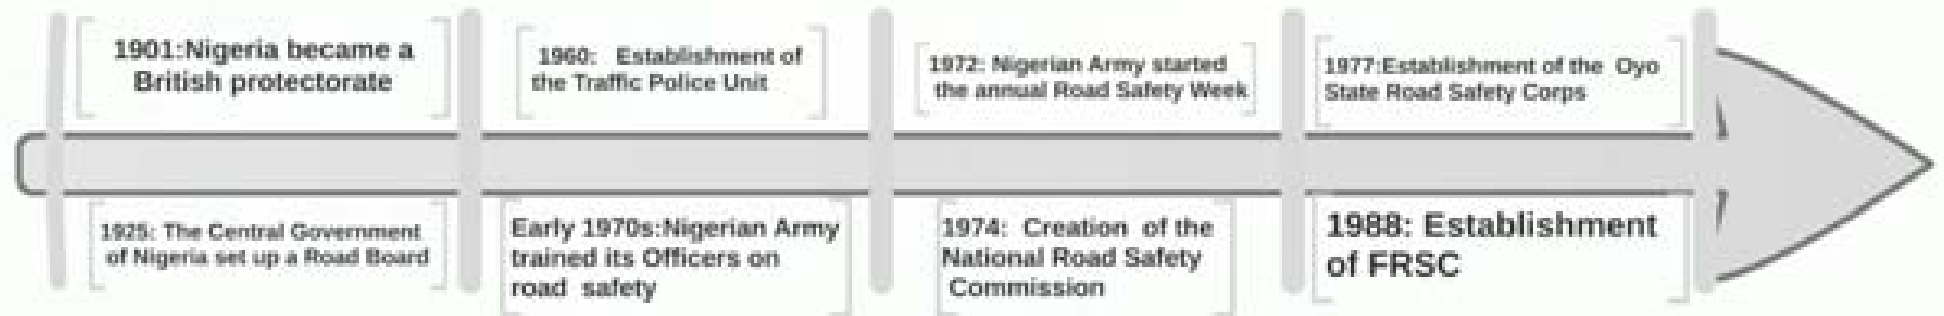 1901:Nigeria became a
British protectorate
1925: The Central Government
of Nigeria set up a Road Board
1960: Establishment of
the Traffic Police Unit
Early 1970s:Nigerian Army
trained its Officers on
road safety
1972: Nigerian Army started
the annual Road Safety Week
1974: Creation of the
National Road Safety
Commission
1977:Establishment of the Oyo
State Road Safety Corps
1988: Establishment
of FRSC